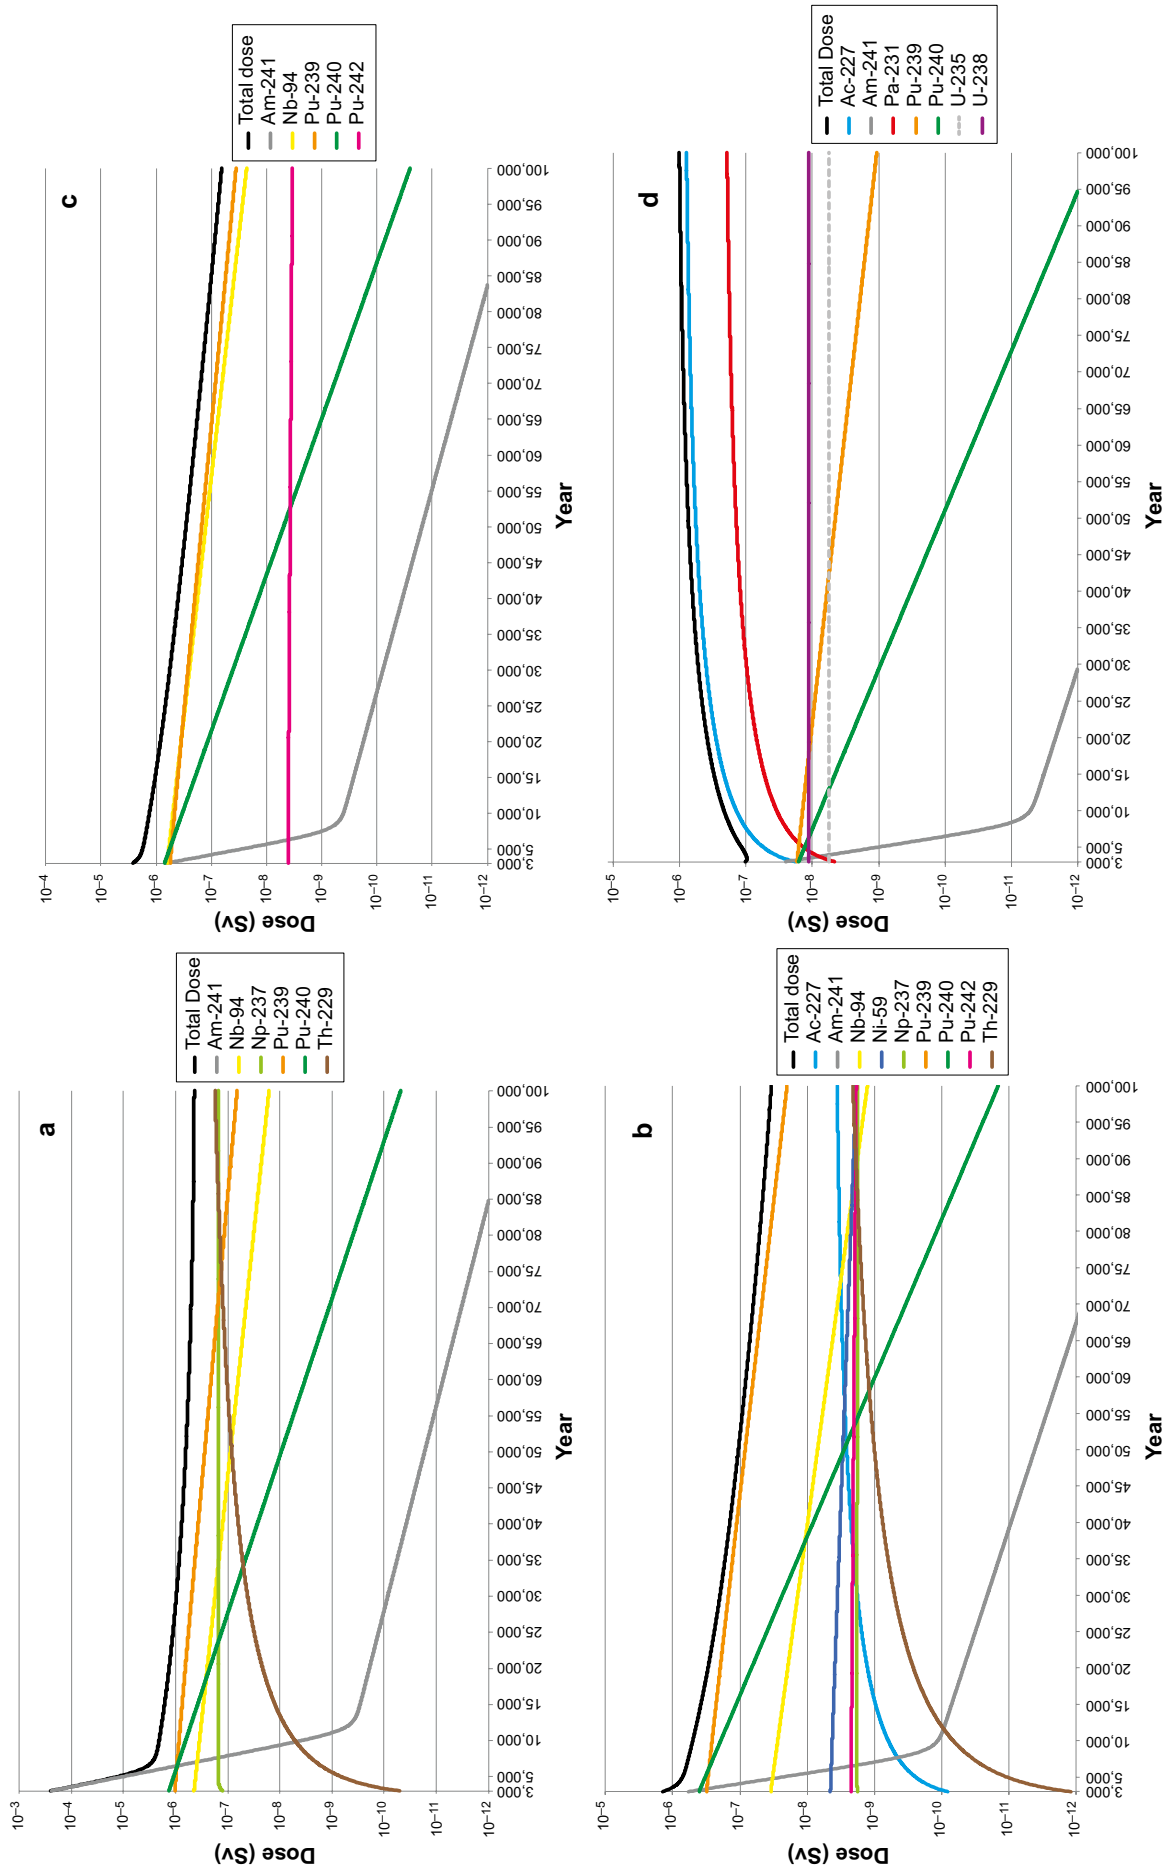 a
Dose (Sv)
10⁻³
10⁻⁴
10⁻⁵
10⁻⁶
10⁻⁷
10⁻⁸
10⁻⁹
10⁻¹⁰
10⁻¹¹
10⁻¹²
3,000
5,000
10,000
15,000
20,000
25,000
30,000
35,000
40,000
45,000
50,000
55,000
60,000
65,000
70,000
75,000
80,000
85,000
90,000
95,000
100,000
Year
Total Dose
Am-241
Nb-94
Np-237
Pu-239
Pu-240
Th-229
c
Dose (Sv)
10⁻⁴
10⁻⁵
10⁻⁶
10⁻⁷
10⁻⁸
10⁻⁹
10⁻¹⁰
10⁻¹¹
10⁻¹²
3,000
5,000
10,000
15,000
20,000
25,000
30,000
35,000
40,000
45,000
50,000
55,000
60,000
65,000
70,000
75,000
80,000
85,000
90,000
95,000
100,000
Year
Total dose
Am-241
Nb-94
Pu-239
Pu-240
Pu-242
b
Dose (Sv)
10⁻⁵
10⁻⁶
10⁻⁷
10⁻⁸
10⁻⁹
10⁻¹⁰
10⁻¹¹
10⁻¹²
3,000
5,000
10,000
15,000
20,000
25,000
30,000
35,000
40,000
45,000
50,000
55,000
60,000
65,000
70,000
75,000
80,000
85,000
90,000
95,000
100,000
Year
Total dose
Ac-227
Am-241
Nb-94
Ni-59
Np-237
Pu-239
Pu-240
Pu-242
Th-229
d
Dose (Sv)
10⁻⁵
10⁻⁶
10⁻⁷
10⁻⁸
10⁻⁹
10⁻¹⁰
10⁻¹¹
10⁻¹²
3,000
5,000
10,000
15,000
20,000
25,000
30,000
35,000
40,000
45,000
50,000
55,000
60,000
65,000
70,000
75,000
80,000
85,000
90,000
95,000
100,000
Year
Total Dose
Ac-227
Am-241
Pa-231
Pu-239
Pu-240
U-235
U-238